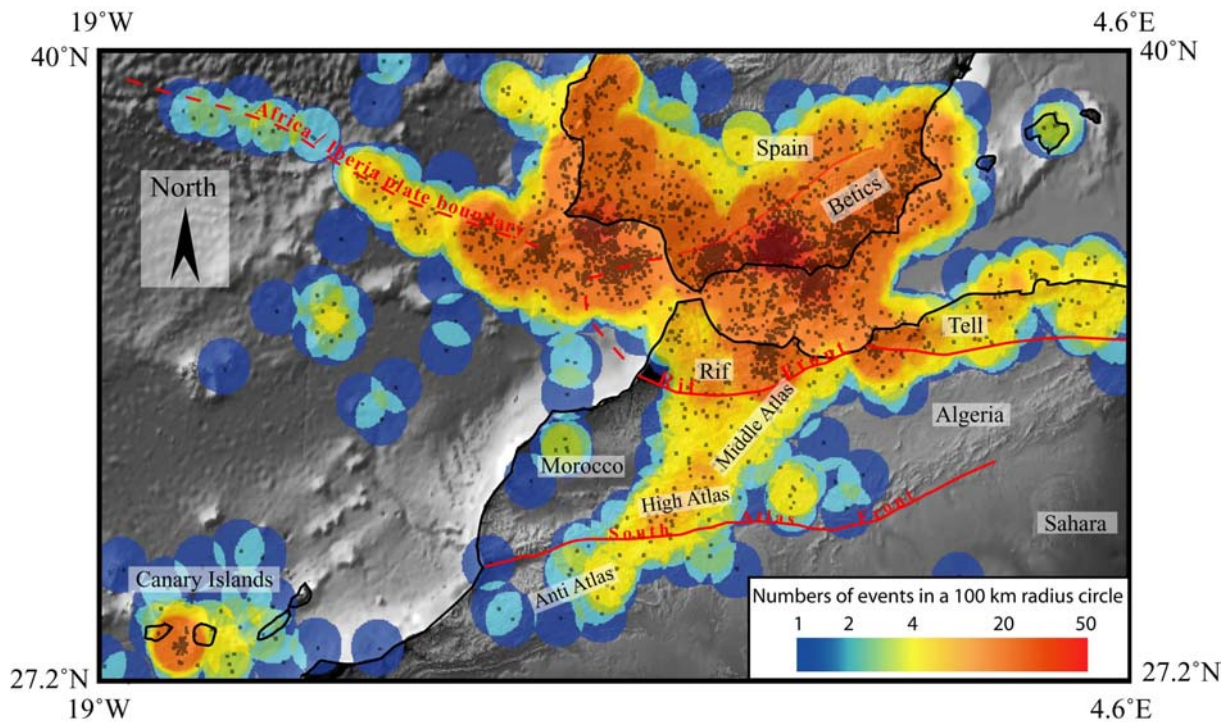 19˚W
4.6˚E
40˚N
40˚N
Africa / Iberia plate boundary
North
Spain
Betics
Tell
Rif
Rif Front
Middle Atlas
Algeria
Morocco
High Atlas
South Atlas Front
Sahara
Anti Atlas
Canary Islands
Numbers of events in a 100 km radius circle
1 2 4 20 50
27.2˚N
27.2˚N
19˚W
4.6˚E